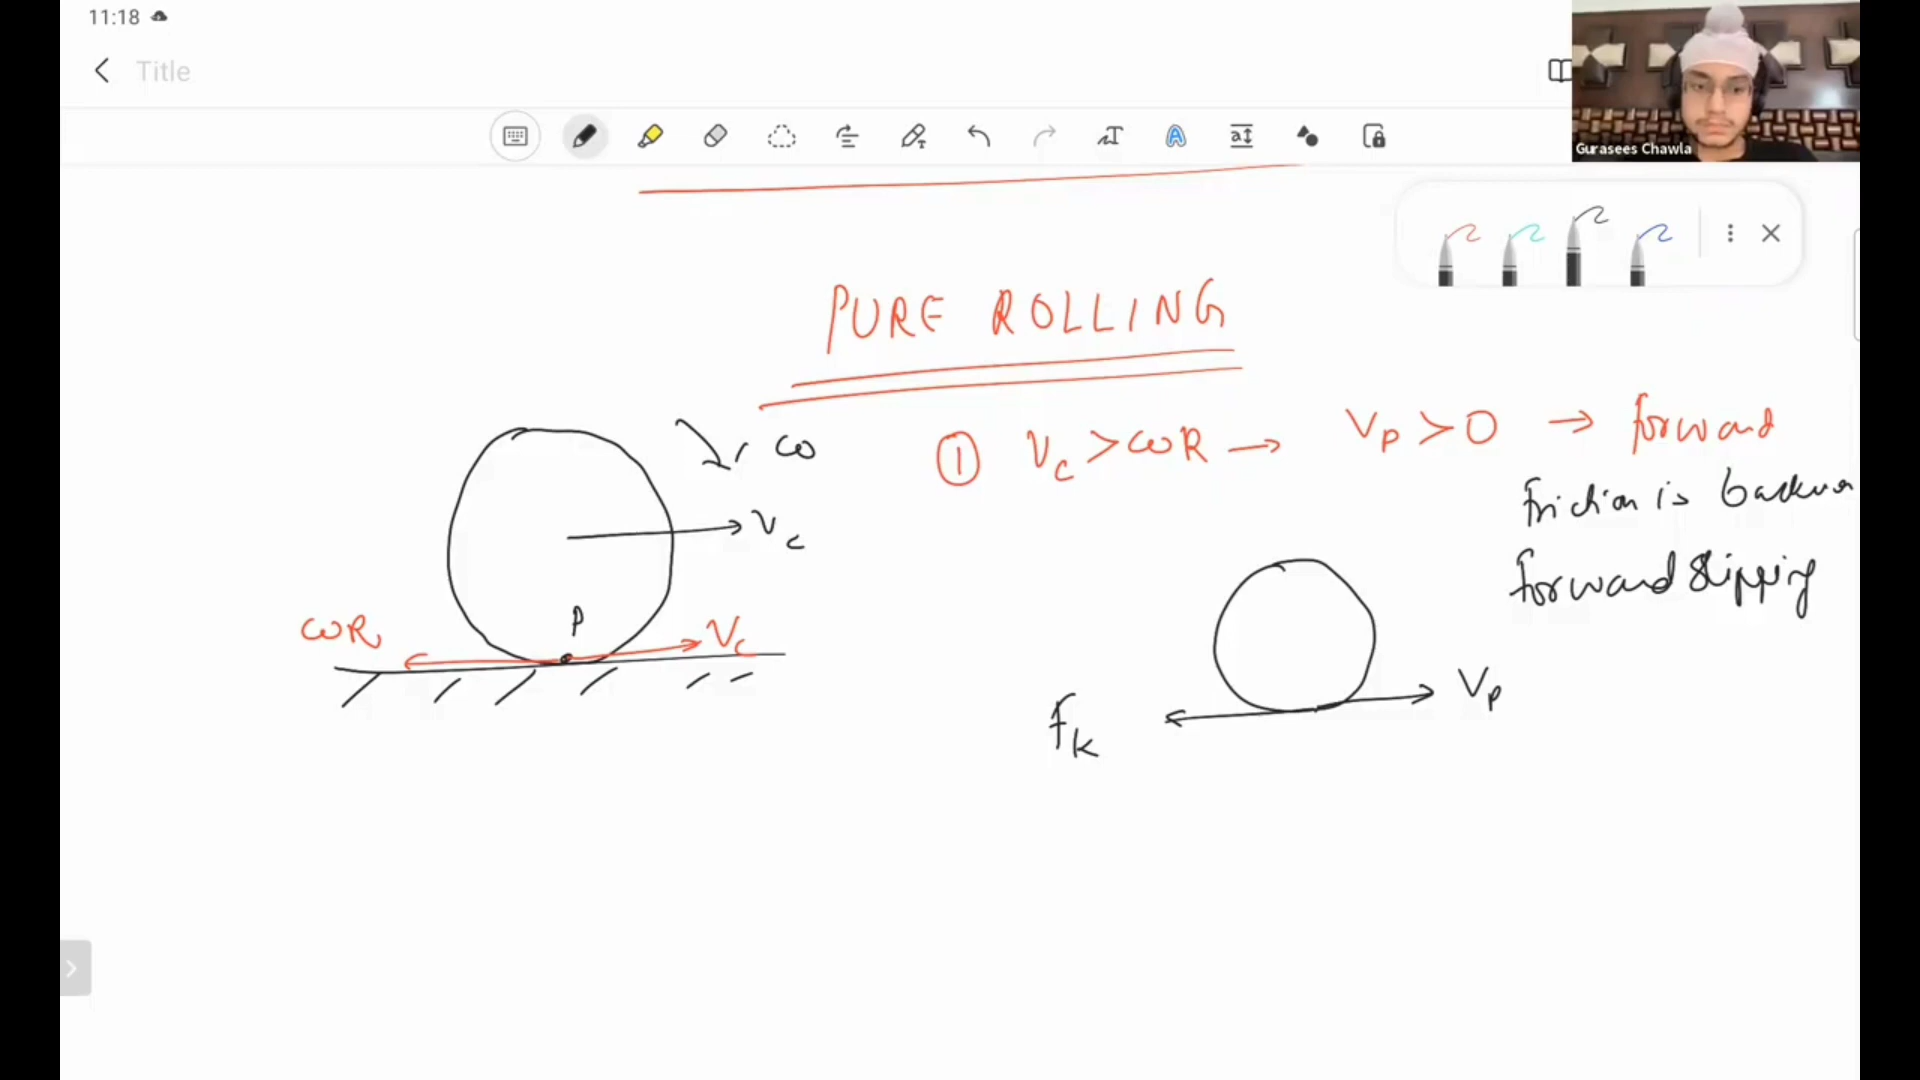 11:18
Title
Gurasees Chawla
PURE ROLLING
ω
① Vc > ωR → Vp > 0 → forward
friction is backwar
forward slipping
Vc
P
ωR
Vc
Vp
fk